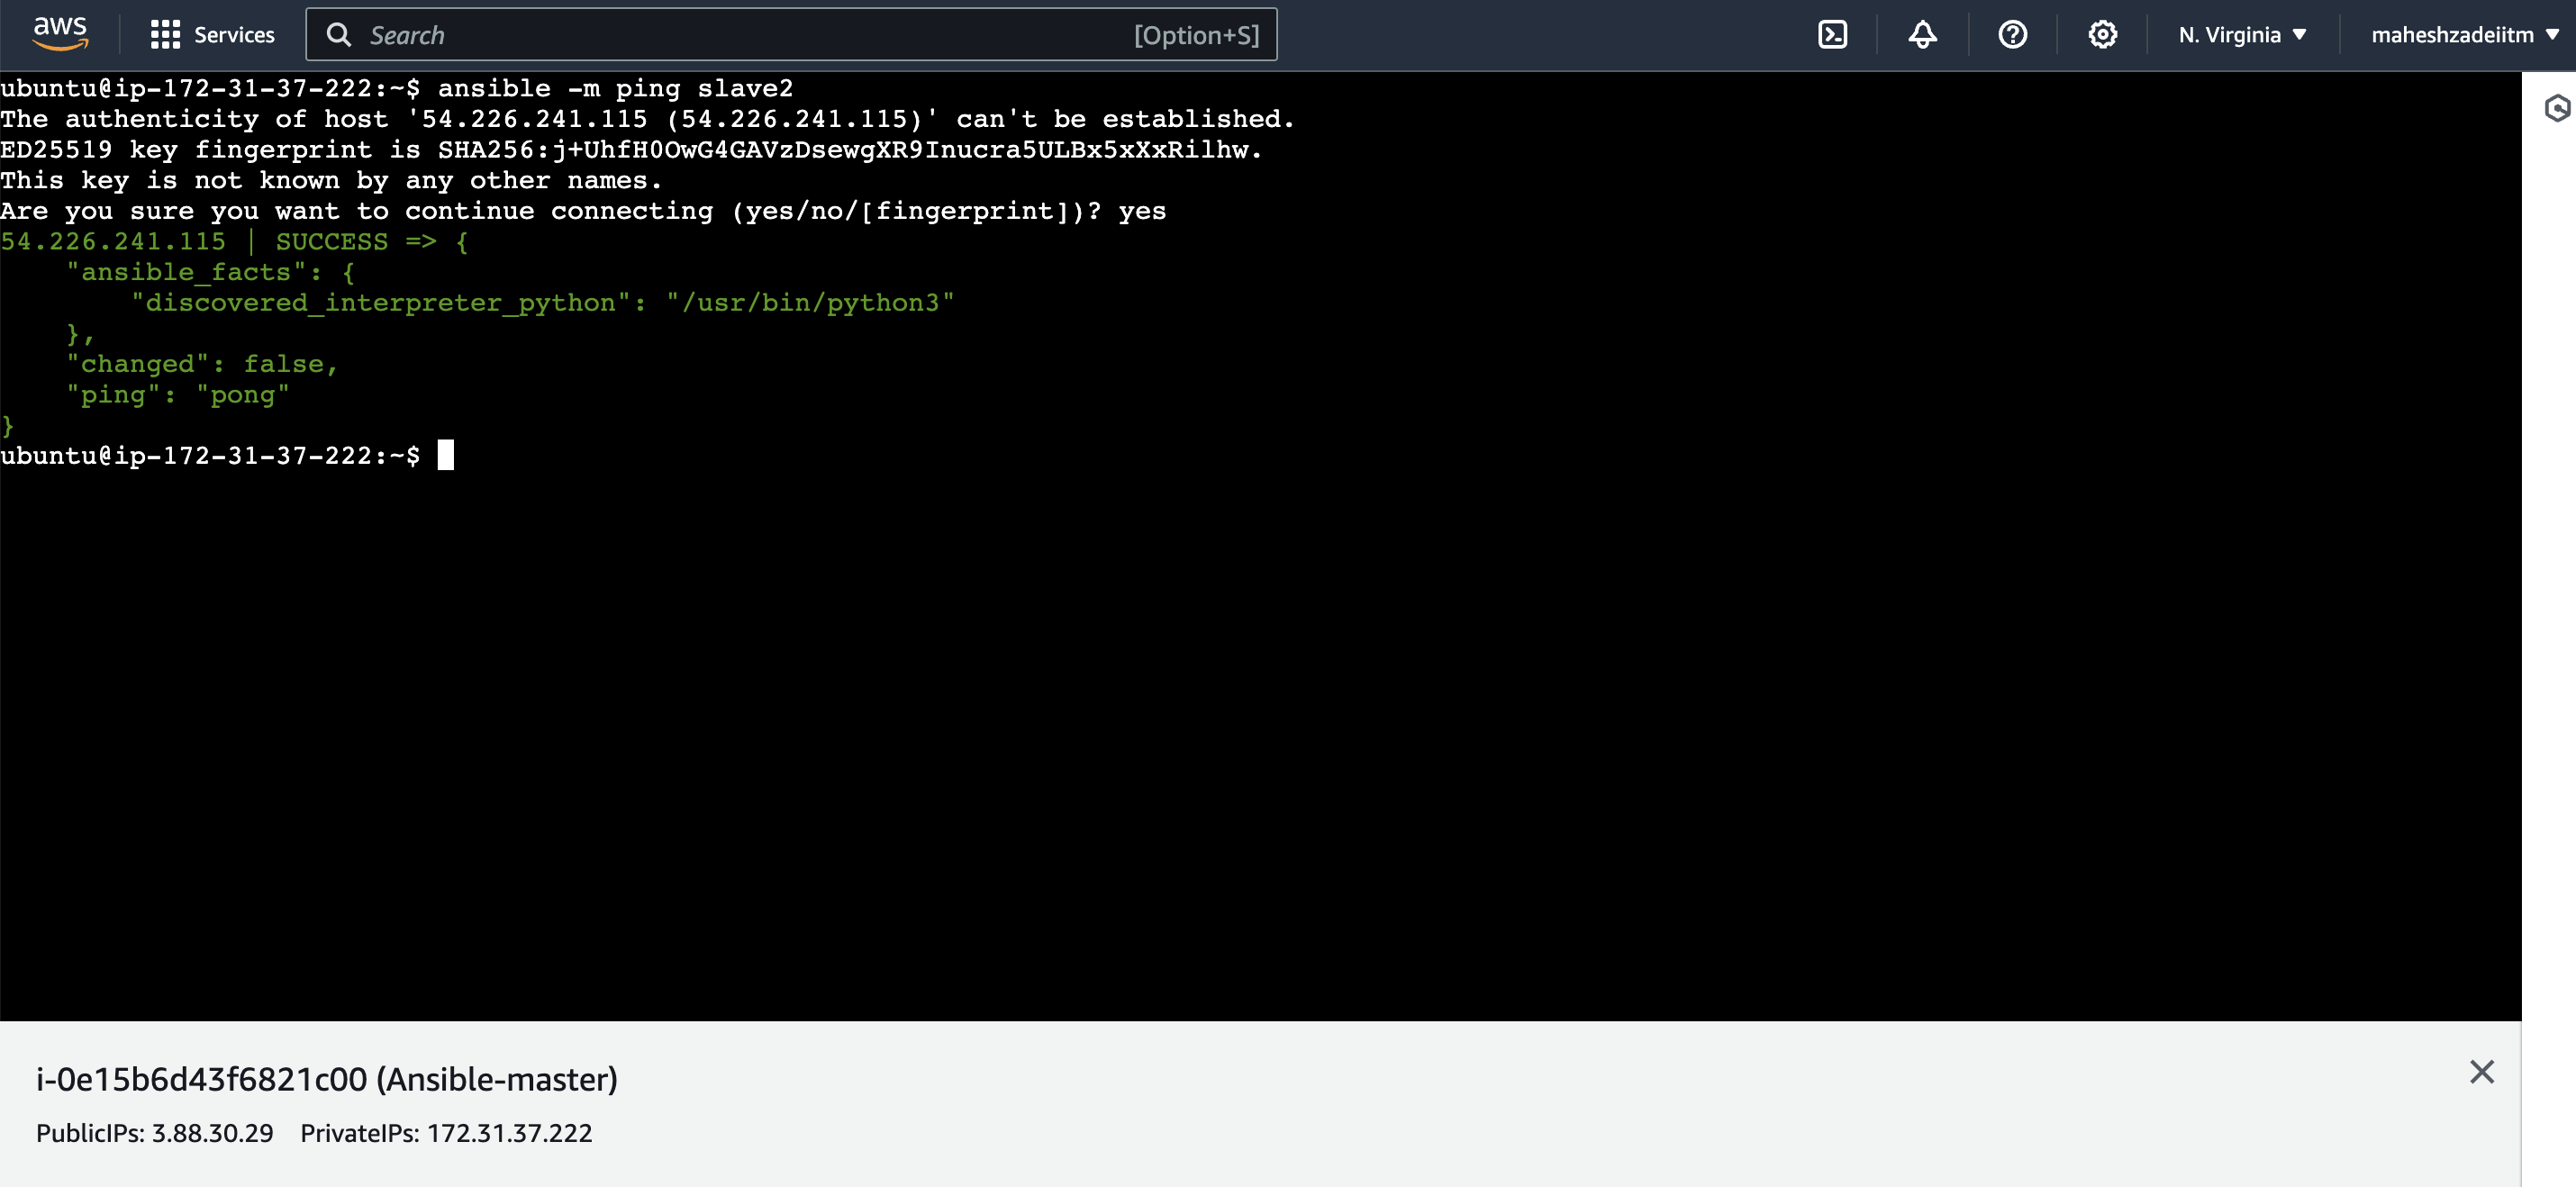 aws
Services
Search
[Option+S]
N. Virginia
maheshzadeiitm
ubuntu@ip-172-31-37-222:~$ ansible -m ping slave2
The authenticity of host '54.226.241.115 (54.226.241.115)' can't be established.
ED25519 key fingerprint is SHA256:j+UhfH0OwG4GAVzDsewgXR9Inucra5ULBx5xXxRilhw.
This key is not known by any other names.
Are you sure you want to continue connecting (yes/no/[fingerprint])? yes
54.226.241.115 | SUCCESS => {
    "ansible_facts": {
        "discovered_interpreter_python": "/usr/bin/python3"
    },
    "changed": false,
    "ping": "pong"
}
ubuntu@ip-172-31-37-222:~$
i-0e15b6d43f6821c00 (Ansible-master)
PublicIPs: 3.88.30.29 PrivateIPs: 172.31.37.222